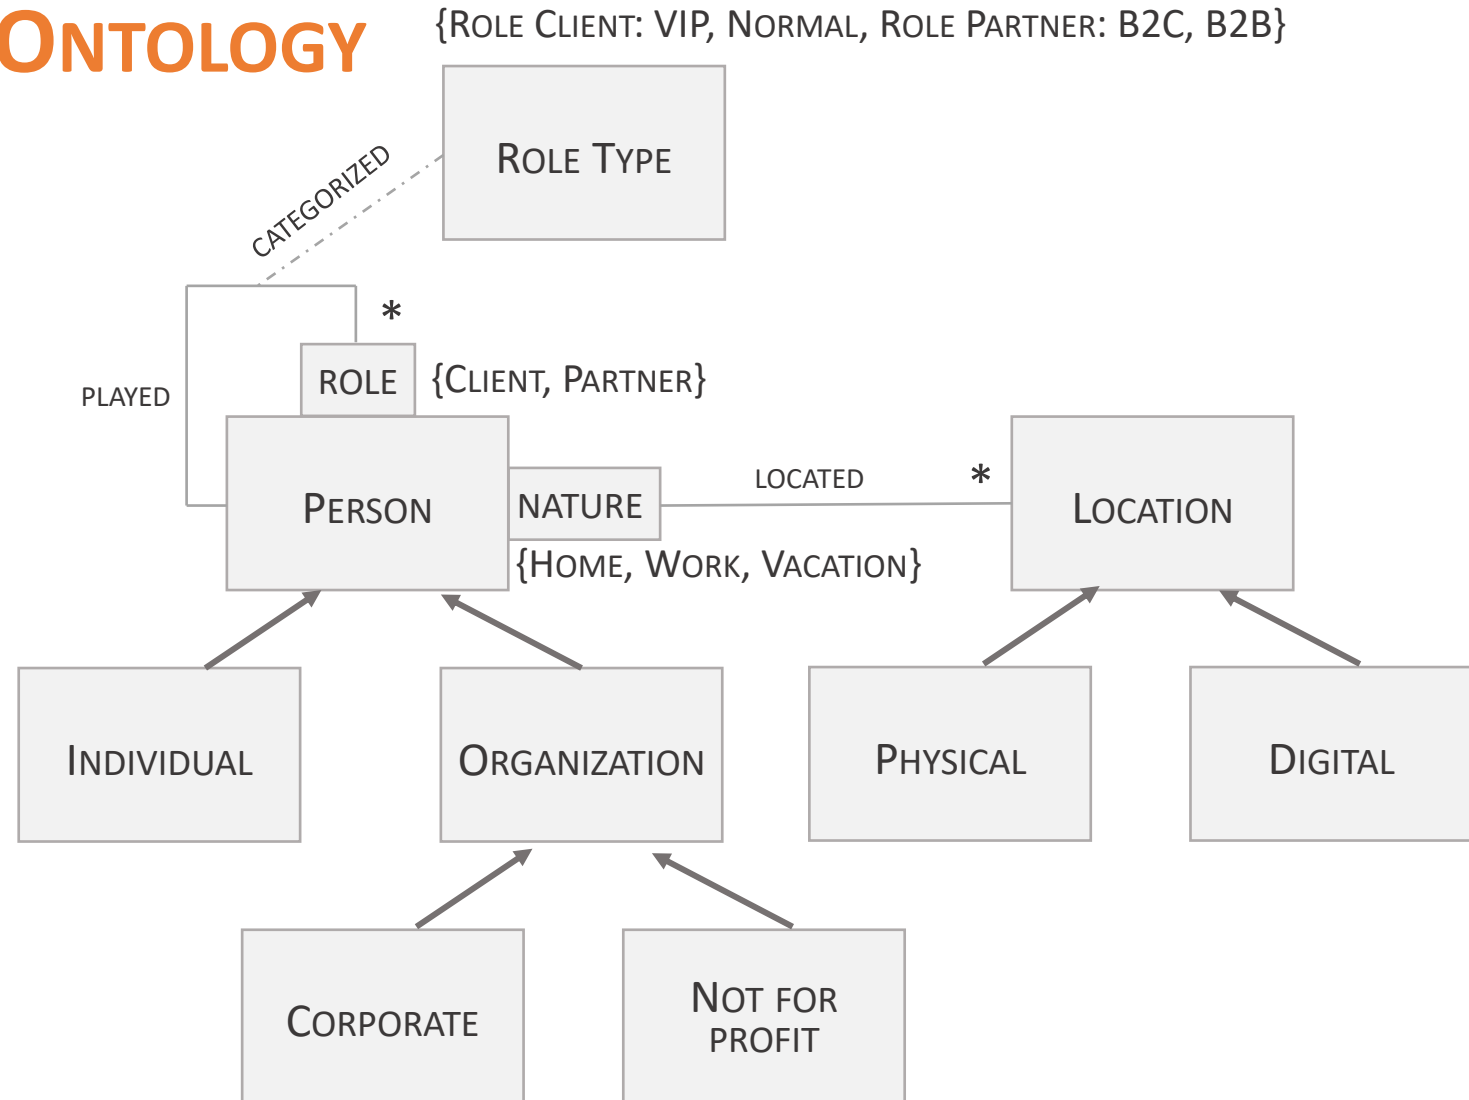 ONTOLOGY
{ROLE CLIENT: VIP, NORMAL, ROLE PARTNER: B2C, B2B}
ROLE TYPE
CATEGORIZED
*
ROLE
{CLIENT, PARTNER}
PLAYED
PERSON
NATURE
LOCATED
*
LOCATION
{HOME, WORK, VACATION}
INDIVIDUAL
ORGANIZATION
PHYSICAL
DIGITAL
CORPORATE
NOT FOR
PROFIT